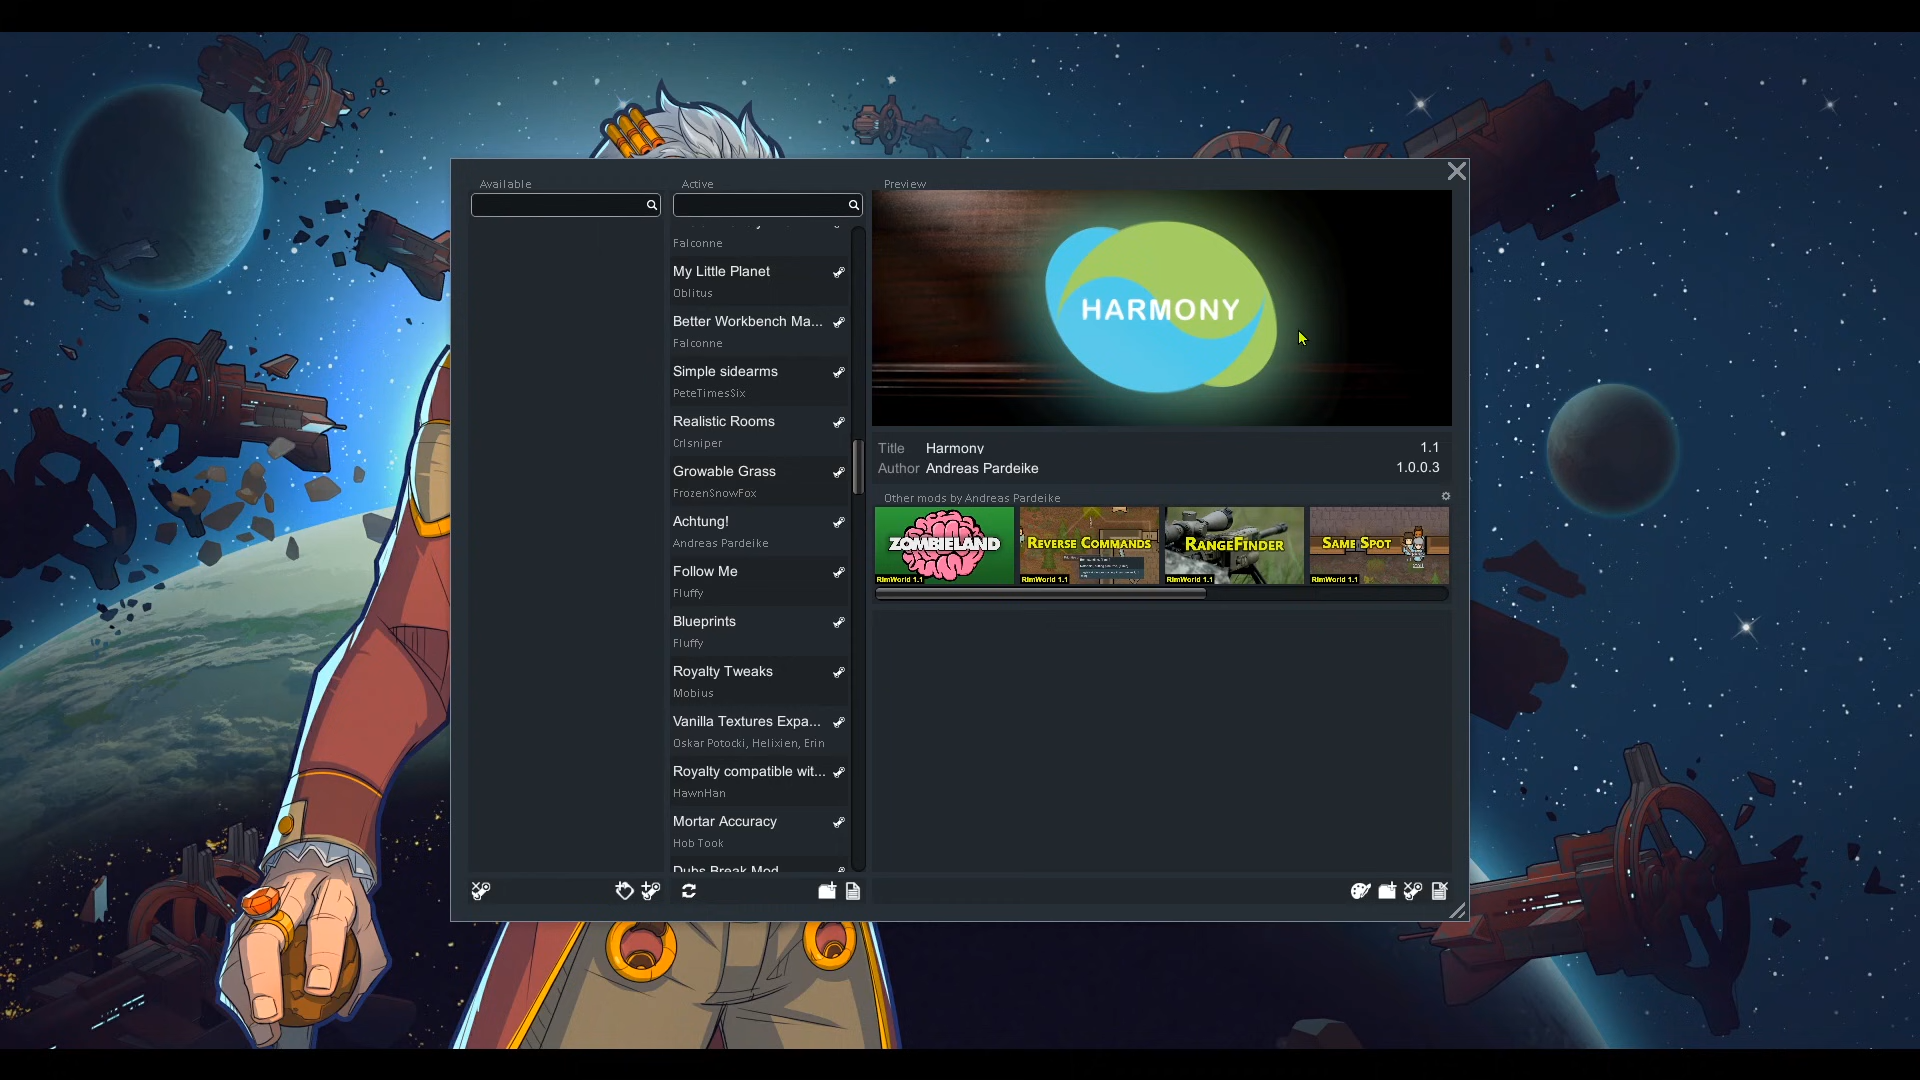 Available
Active
Preview
Falconne
My Little Planet
Oblitus
Better Workbench Ma...
Falconne
Simple sidearms
PeteTimesSix
Realistic Rooms
Crlsniper
Growable Grass
FrozenSnowFox
Achtung!
Andreas Pardeike
Follow Me
Fluffy
Blueprints
Fluffy
Royalty Tweaks
Mobius
Vanilla Textures Expa...
Oskar Potocki, Helixien, Erin
Royalty compatible wit...
HawnHan
Mortar Accuracy
Hob Took
Dubs Break Mod
HARMONY
Title Harmony 1.1
Author Andreas Pardeike 1.0.0.3
Other mods by Andreas Pardeike
ZOMBIELAND
RimWorld 1.1
REVERSE COMMANDS
RimWorld 1.1
RANGEFINDER
RimWorld 1.1
SAME SPOT
RimWorld 1.1